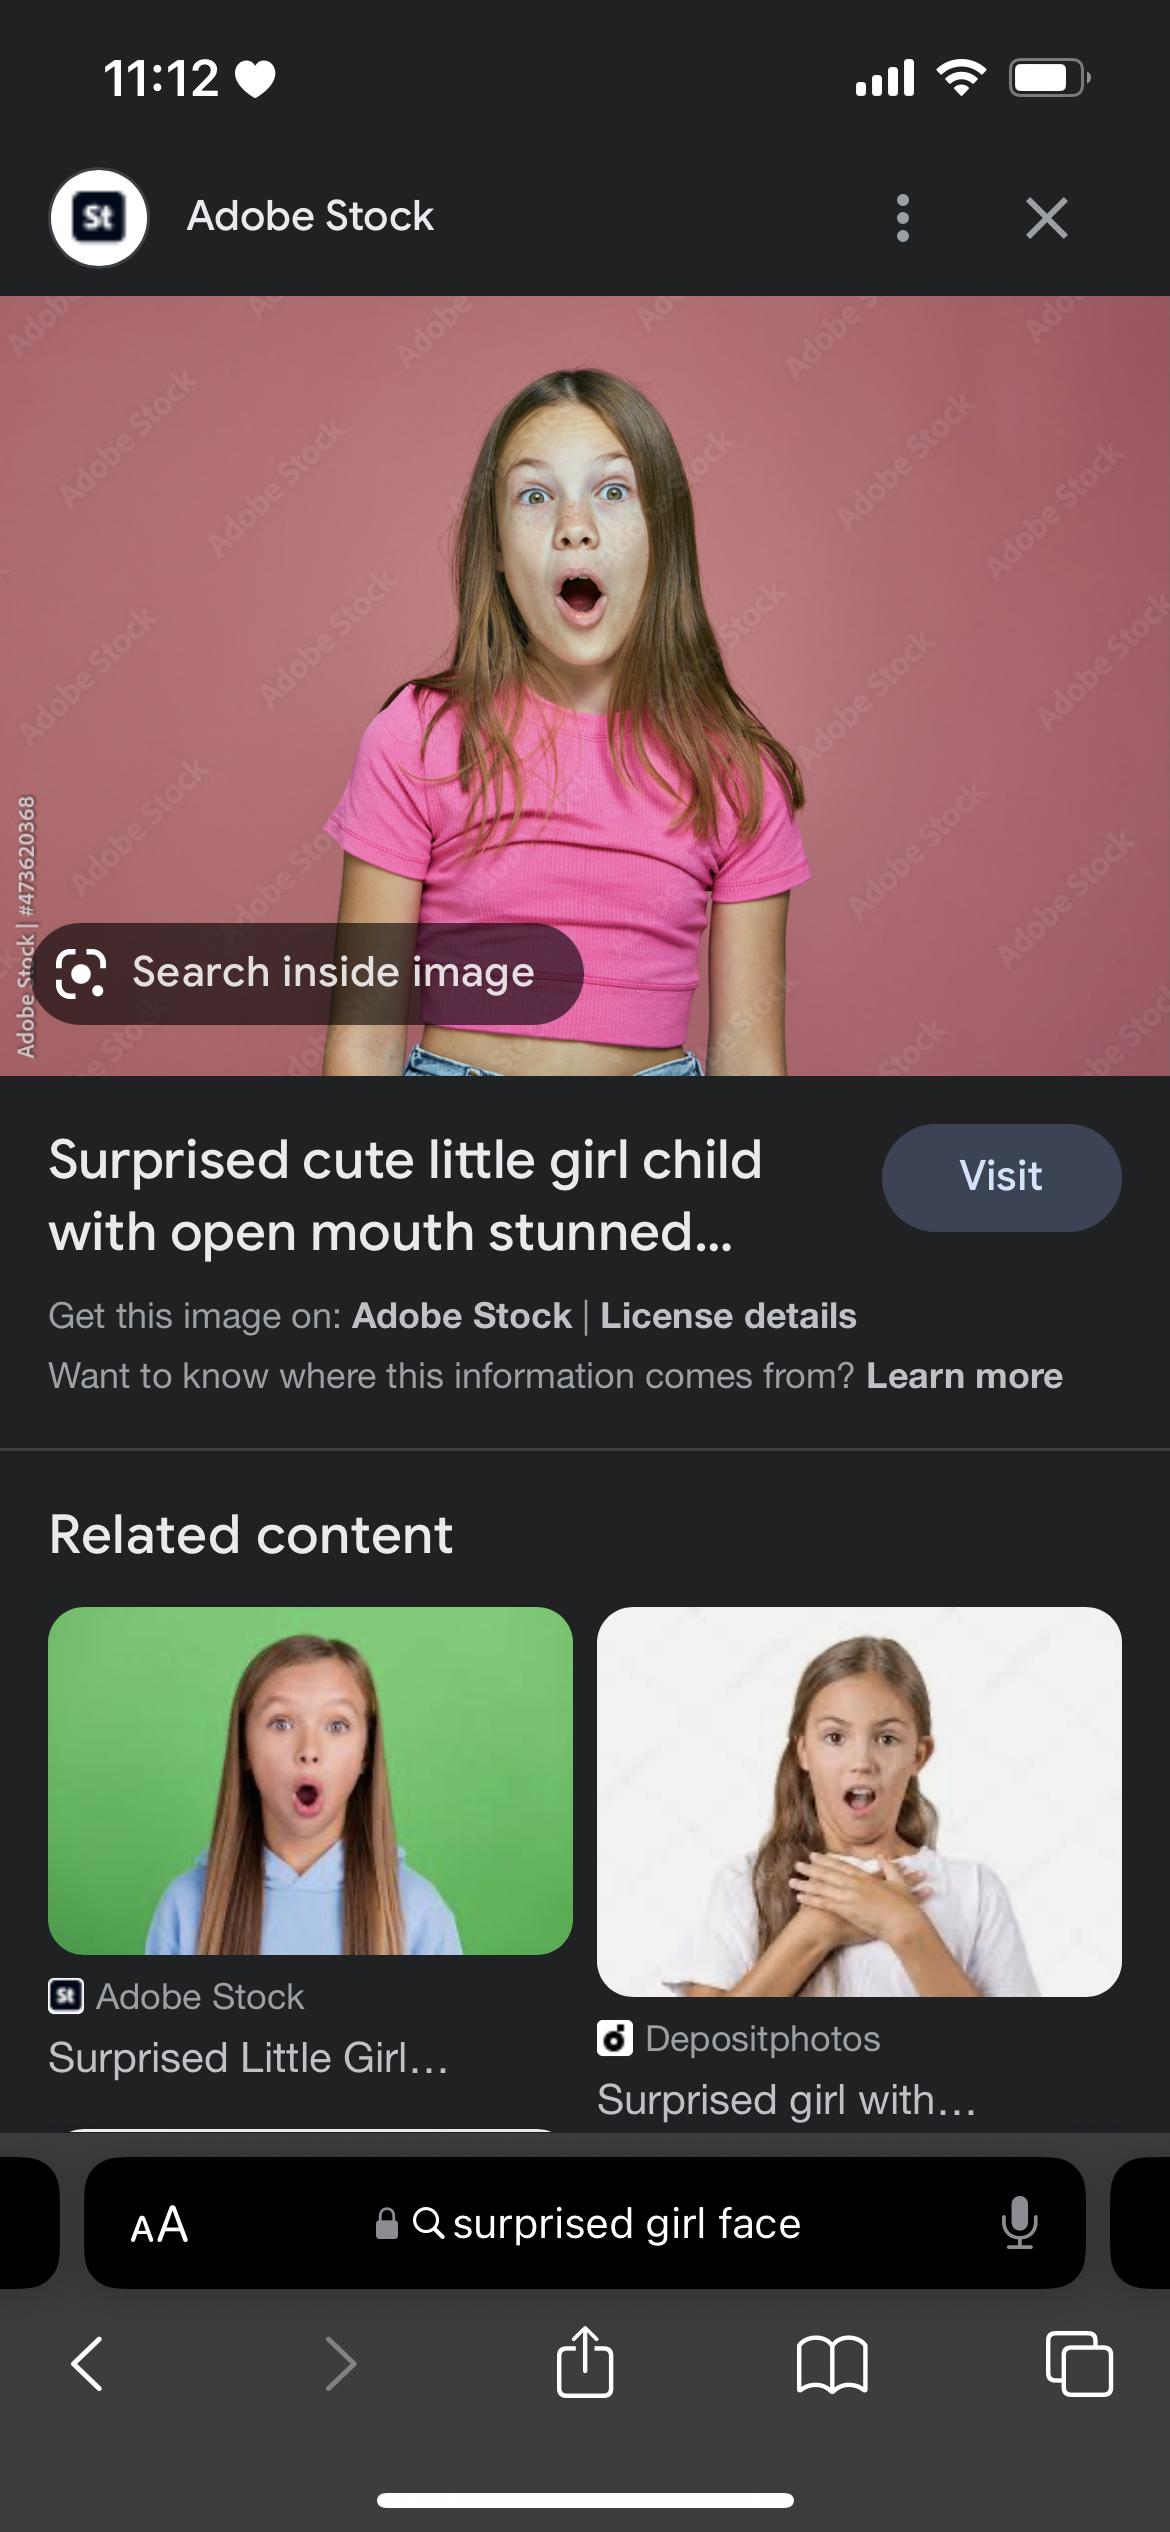 11:12
St
Adobe Stock
Adobe Stock | #473620368
Search inside image
Surprised cute little girl child
with open mouth stunned...
Visit
Get this image on: Adobe Stock | License details
Want to know where this information comes from? Learn more
Related content
St Adobe Stock
Surprised Little Girl...
Depositphotos
Surprised girl with...
AA
surprised girl face